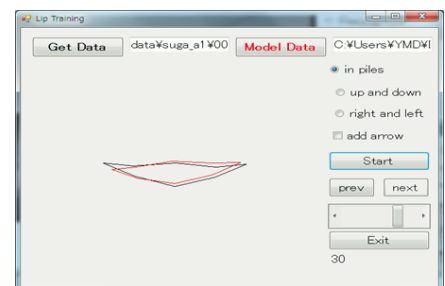 Lip Training
Get Data data¥suga_a1¥00 Model Data C:¥Users¥YMD¥
in piles
up and down
right and left
add arrow
Start
prev next
Exit
30